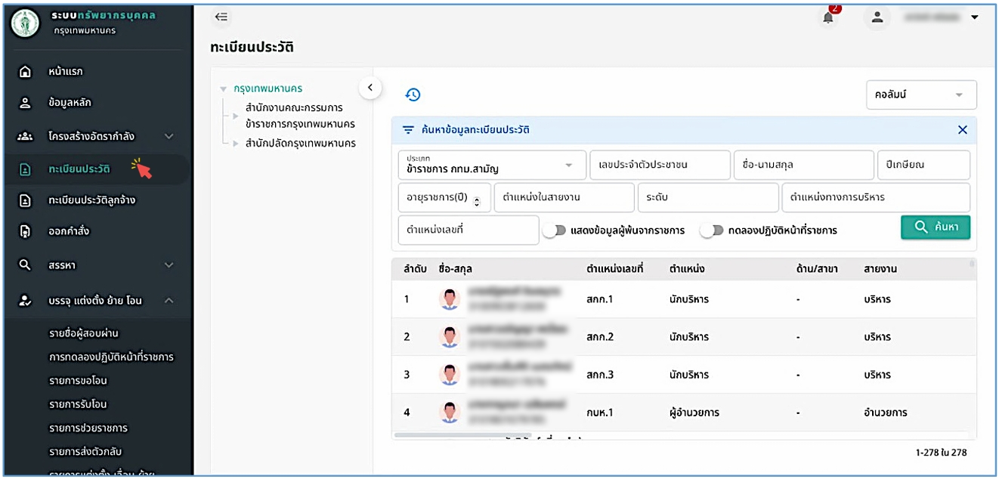 ระบบทรัพยากรบุคคล
กรุงเทพมหานคร
หน้าแรก
ข้อมูลหลัก
โครงสร้างอัตรากำลัง
ทะเบียนประวัติ
ทะเบียนประวัติลูกจ้าง
ออกคำสั่ง
สรรหา
บรรจุ แต่งตั้ง ย้าย โอน
รายชื่อผู้สอบผ่าน
การทดลองปฏิบัติหน้าที่ราชการ
รายการขอโอน
รายการรับโอน
รายการช่วยราชการ
รายการส่งตัวกลับ
รายการแต่งตั้ง เลื่อน ย้าย
2
ทะเบียนประวัติ
กรุงเทพมหานคร
สำนักงานคณะกรรมการ
ข้าราชการกรุงเทพมหานคร
สำนักปลัดกรุงเทพมหานคร
คอลัมน์
ค้นหาข้อมูลทะเบียนประวัติ
ประเภท
ข้าราชการ กทม.สามัญ เลขประจำตัวประชาชน ชื่อ-นามสกุล ปีเกษียณ
อายุราชการ(ปี) ตำแหน่งในสายงาน ระดับ ตำแหน่งทางการบริหาร
ตำแหน่งเลขที่ แสดงข้อมูลผู้พ้นจากราชการ ทดลองปฏิบัติหน้าที่ราชการ ค้นหา
ลำดับ ชื่อ-สกุล ตำแหน่งเลขที่ ตำแหน่ง ด้าน/สาขา สายงาน
1 สกก.1 นักบริหาร - บริหาร
2 สกก.2 นักบริหาร - บริหาร
3 สกก.3 นักบริหาร - บริหาร
4 กบห.1 ผู้อำนวยการ - อำนวยการ
1-278 ใน 278